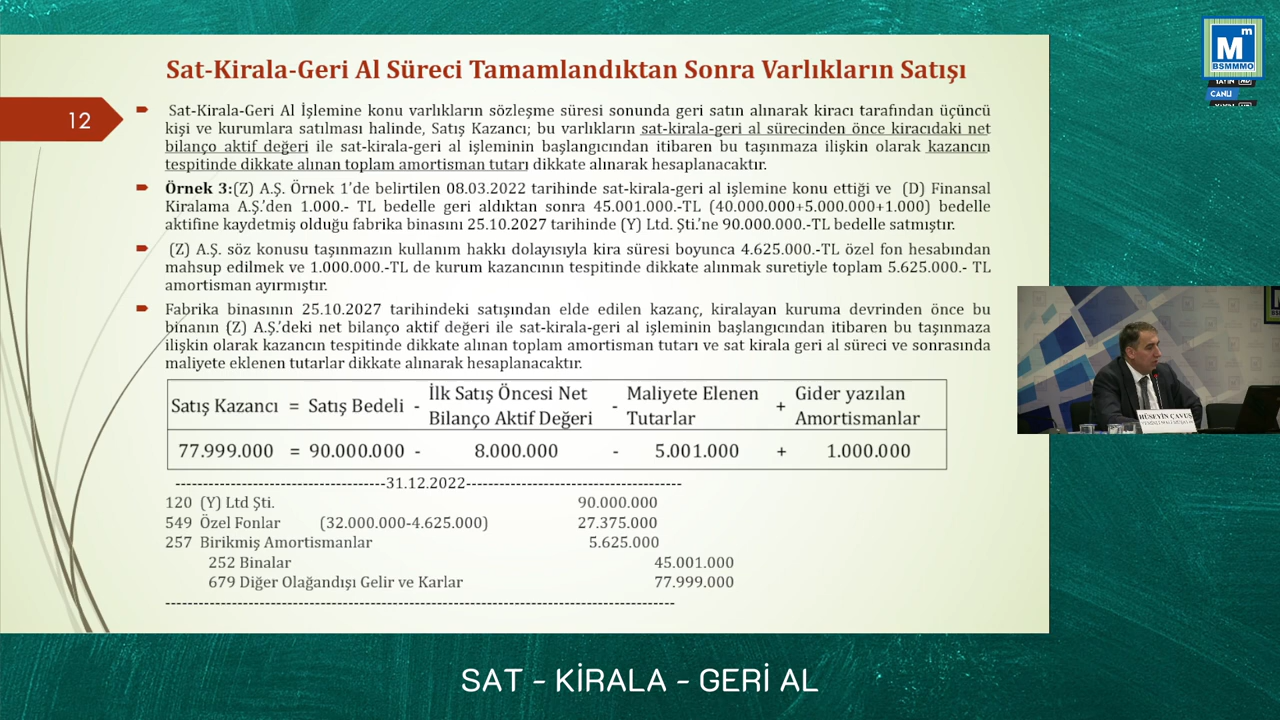 Sat-Kirala-Geri Al Süreci Tamamlandıktan Sonra Varlıkların Satışı
12
Sat-Kirala-Geri Al İşlemine konu varlıkların sözleşme süresi sonunda geri satın alınarak kiracı tarafından üçüncü
kişi ve kurumlara satılması halinde, Satış Kazancı; bu varlıkların sat-kirala-geri al sürecinden önce kiracıdaki net
bilanço aktif değeri ile sat-kirala-geri al işleminin başlangıcından itibaren bu taşınmaza ilişkin olarak kazancın
tespitinde dikkate alınan toplam amortisman tutarı dikkate alınarak hesaplanacaktır.
Örnek 3:(Z) A.Ş. Örnek 1'de belirtilen 08.03.2022 tarihinde sat-kirala-geri al işlemine konu ettiği ve (D) Finansal
Kiralama A.Ş.'den 1.000.- TL bedelle geri aldıktan sonra 45.001.000.-TL (40.000.000+5.000.000+1.000) bedelle
aktifine kaydetmiş olduğu fabrika binasını 25.10.2027 tarihinde (Y) Ltd. Şti.'ne 90.000.000.-TL bedelle satmıştır.
(Z) A.Ş. söz konusu taşınmazın kullanım hakkı dolayısıyla kira süresi boyunca 4.625.000.-TL özel fon hesabından
mahsup edilmek ve 1.000.000.-TL de kurum kazancının tespitinde dikkate alınmak suretiyle toplam 5.625.000.- TL
amortisman ayırmıştır.
Fabrika binasının 25.10.2027 tarihindeki satışından elde edilen kazanç, kiralayan kuruma devrinden önce bu
binanın (Z) A.Ş.'deki net bilanço aktif değeri ile sat-kirala-geri al işleminin başlangıcından itibaren bu taşınmaza
ilişkin olarak kazancın tespitinde dikkate alınan toplam amortisman tutarı ve sat kirala geri al süreci ve sonrasında
maliyete eklenen tutarlar dikkate alınarak hesaplanacaktır.
Satış Kazancı = Satış Bedeli - İlk Satış Öncesi Net Bilanço Aktif Değeri - Maliyete Elenen Tutarlar + Gider yazılan Amortismanlar
77.999.000 = 90.000.000 - 8.000.000 - 5.001.000 + 1.000.000
--------------------------------------31.12.2022---------------------------------------
120 (Y) Ltd Şti. 90.000.000
549 Özel Fonlar (32.000.000-4.625.000) 27.375.000
257 Birikmiş Amortismanlar 5.625.000
252 Binalar 45.001.000
679 Diğer Olağandışı Gelir ve Karlar 77.999.000
---------------------------------------------------------------------------------------------
M m
BSMMMO
CANLI
HÜSEYİN ÇAVUŞ
SAT - KİRALA - GERİ AL